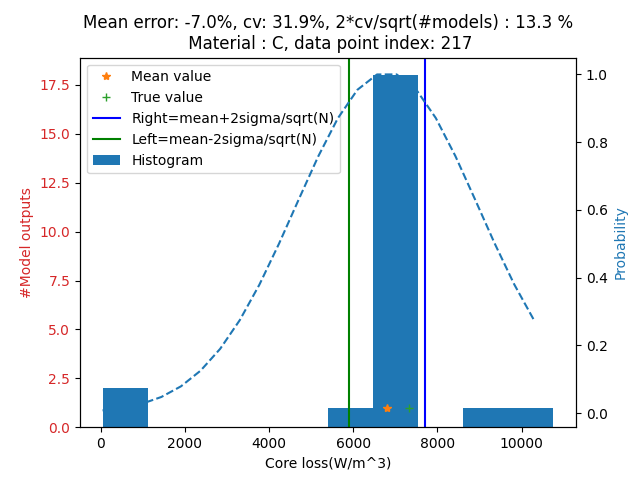 Mean error: -7.0%, cv: 31.9%, 2*cv/sqrt(#models) : 13.3 %
Material : C, data point index: 217
Mean value
True value
Right=mean+2sigma/sqrt(N)
Left=mean-2sigma/sqrt(N)
Histogram
#Model outputs
17.5
15.0
12.5
10.0
7.5
5.0
2.5
0.0
1.0
0.8
0.6
0.4
0.2
0.0
Probability
0 2000 4000 6000 8000 10000
Core loss(W/m^3)